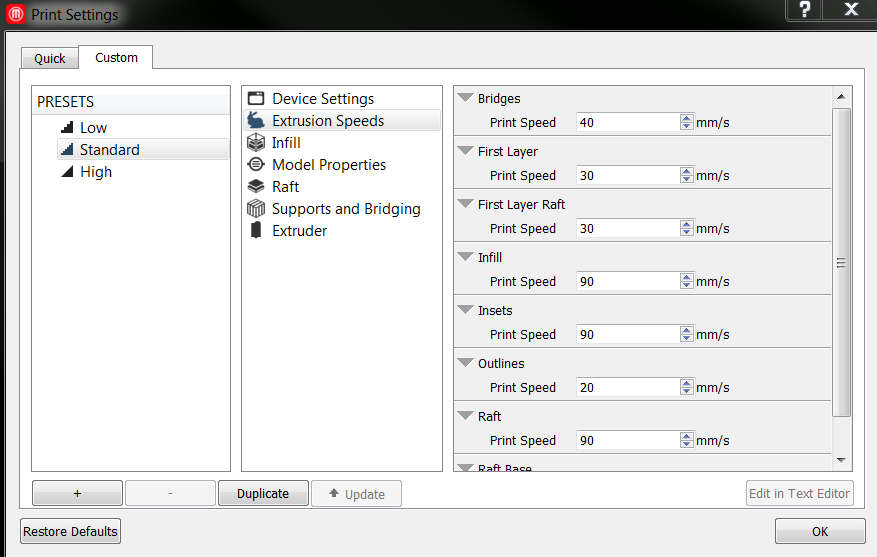 Print Settings
?
X
Quick
Custom
PRESETS
Low
Standard
High
Device Settings
Extrusion Speeds
Infill
Model Properties
Raft
Supports and Bridging
Extruder
Bridges
Print Speed 40 mm/s
First Layer
Print Speed 30 mm/s
First Layer Raft
Print Speed 30 mm/s
Infill
Print Speed 90 mm/s
Insets
Print Speed 90 mm/s
Outlines
Print Speed 20 mm/s
Raft
Print Speed 90 mm/s
Raft Base
+
-
Duplicate
Update
Edit in Text Editor
Restore Defaults
OK